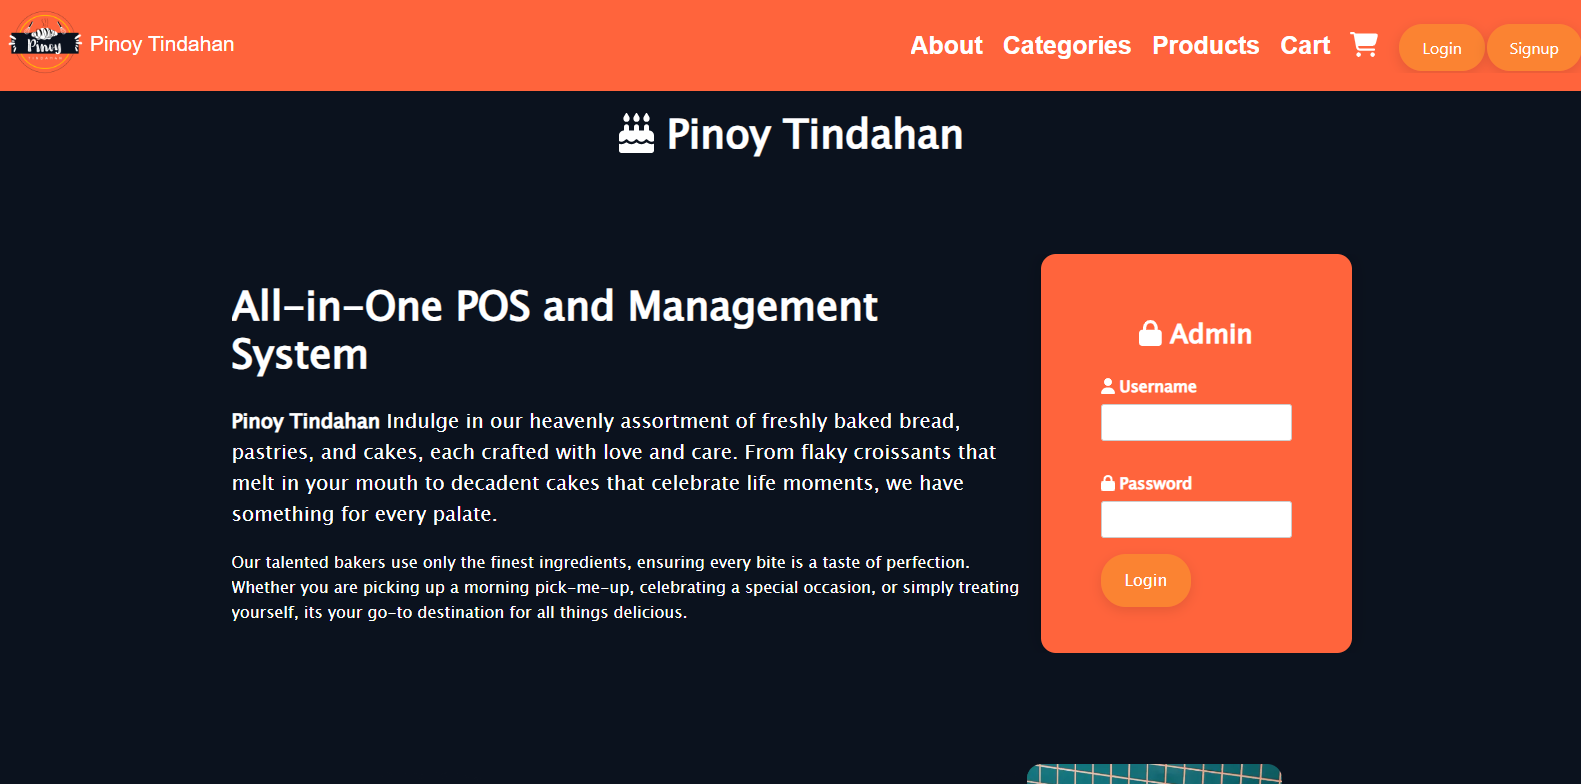 Pinoy
TINDAHAN
Pinoy Tindahan
About Categories Products Cart Login Signup
Pinoy Tindahan
All-in-One POS and Management
System
Pinoy Tindahan Indulge in our heavenly assortment of freshly baked bread,
pastries, and cakes, each crafted with love and care. From flaky croissants that
melt in your mouth to decadent cakes that celebrate life moments, we have
something for every palate.
Our talented bakers use only the finest ingredients, ensuring every bite is a taste of perfection.
Whether you are picking up a morning pick-me-up, celebrating a special occasion, or simply treating
yourself, its your go-to destination for all things delicious.
Admin
Username
Password
Login